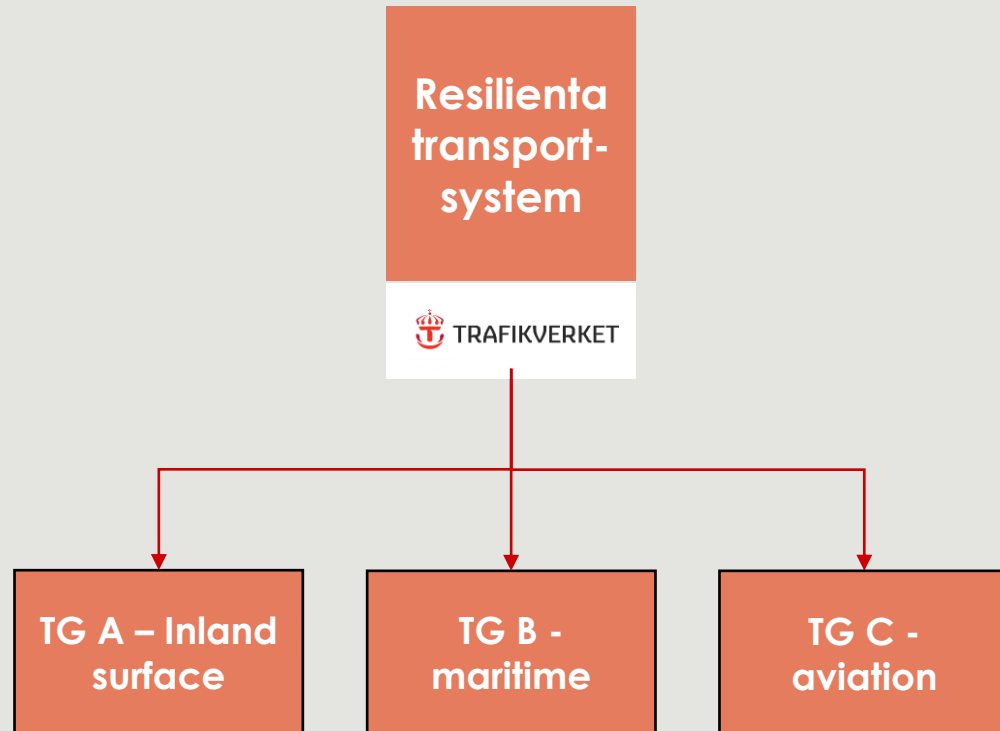 Resilienta
transport-
system
TRAFIKVERKET
TG A – Inland
surface
TG B -
maritime
TG C -
aviation